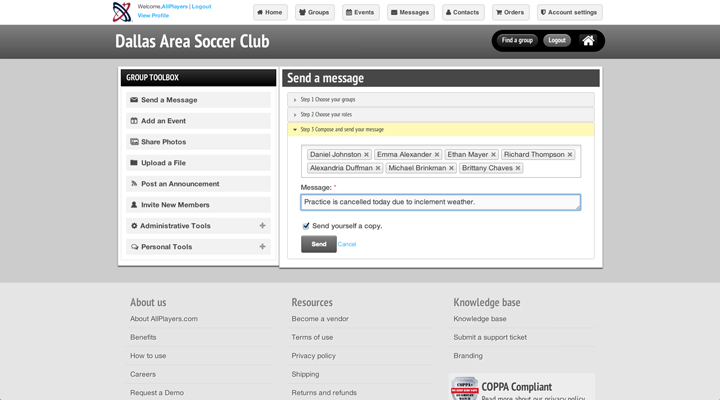 Welcome,AllPlayers | Logout
View Profile
Home
Groups
Events
Messages
Contacts
Orders
Account settings
Dallas Area Soccer Club
Find a group
Logout
GROUP TOOLBOX
Send a Message
Add an Event
Share Photos
Upload a File
Post an Announcement
Invite New Members
Administrative Tools
Personal Tools
Send a message
Step 1 Choose your groups
Step 2 Choose your roles
Step 3 Compose and send your message
Daniel Johnston
Emma Alexander
Ethan Mayer
Richard Thompson
Alexandria Duffman
Michael Brinkman
Brittany Chaves
Message: *
Practice is cancelled today due to inclement weather.
Send yourself a copy.
Send
Cancel
About us
About AllPlayers.com
Benefits
How to use
Careers
Request a Demo
Resources
Become a vendor
Terms of use
Privacy policy
Shipping
Returns and refunds
Knowledge base
Knowledge base
Submit a support ticket
Branding
COPPA Compliant
Read more about our privacy policy